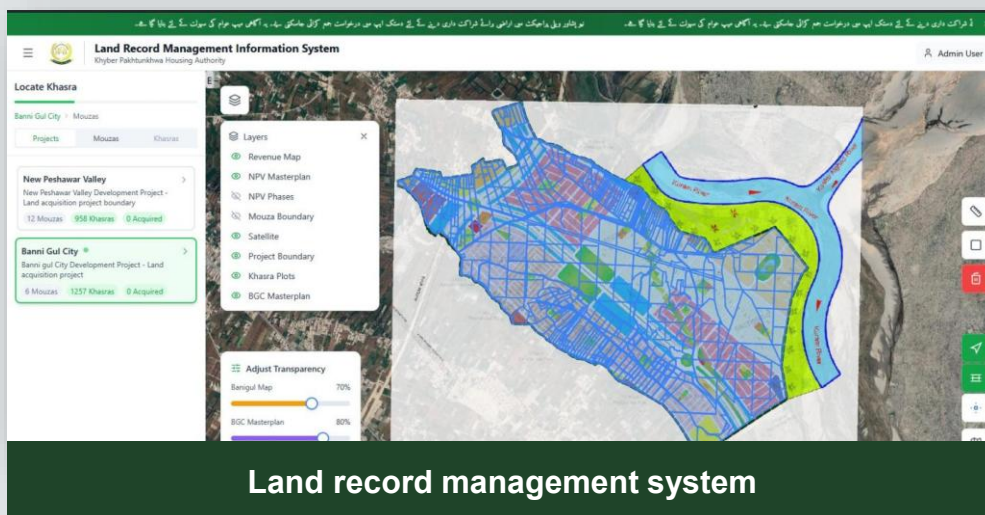 Land Record Management Information System
Khyber Pakhtunkhwa Housing Authority
Admin User
Locate Khasra
Banni Gul City > Mouzas
Projects Mouzas Khasras
New Peshawar Valley
New Peshawar Valley Development Project -
Land acquisition project boundary
12 Mouzas 958 Khasras 0 Acquired
Banni Gul City
Banni gul City Development Project - Land
acquisition project
6 Mouzas 1257 Khasras 0 Acquired
Layers
Revenue Map
NPV Masterplan
NPV Phases
Mouza Boundary
Satellite
Project Boundary
Khasra Plots
BGC Masterplan
Adjust Transparency
Banigul Map 70%
BGC Masterplan 80%
Kurram River
Kurram River
Land record management system